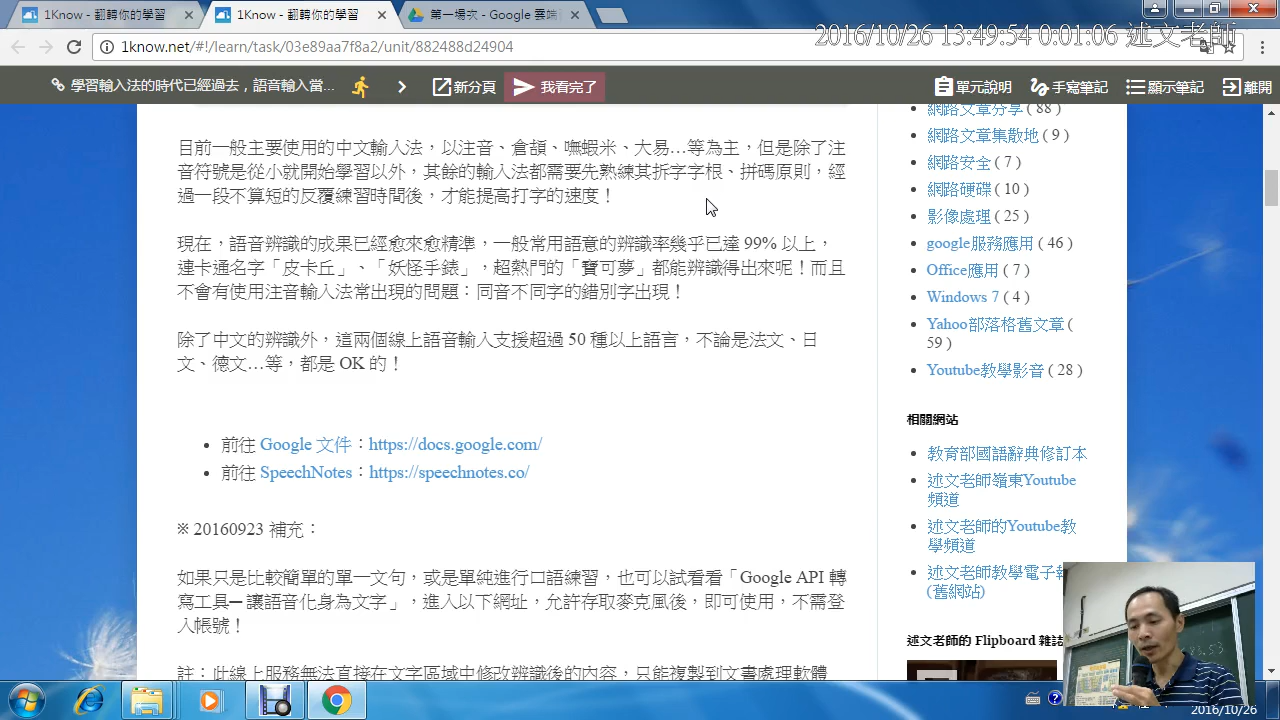 1Know - 翻轉你的學習
1Know - 翻轉你的學習
第一場次 - Google 雲端
2016/10/26 13:49:54 0:01:06 述文老師
1know.net/#!/learn/task/03e89aa7f8a2/unit/882488d24904
學習輸入法的時代已經過去，語音輸入當...
新分頁
我看完了
單元說明
手寫筆記
顯示筆記
離開
目前一般主要使用的中文輸入法，以注音、倉頡、嘸蝦米、大易...等為主，但是除了注
音符號是從小就開始學習以外，其餘的輸入法都需要先熟練其拆字字根、拼碼原則，經
過一段不算短的反覆練習時間後，才能提高打字的速度！
現在，語音辨識的成果已經愈來愈精準，一般常用語意的辨識率幾乎已達 99% 以上，
連卡通名字「皮卡丘」、「妖怪手錶」，超熱門的「寶可夢」都能辨識得出來呢！而且
不會有使用注音輸入法常出現的問題：同音不同字的錯別字出現！
除了中文的辨識外，這兩個線上語音輸入支援超過 50 種以上語言，不論是法文、日
文、德文...等，都是 OK 的！
前往 Google 文件：https://docs.google.com/
前往 SpeechNotes：https://speechnotes.co/
※ 20160923 補充：
如果只是比較簡單的單一文句，或是單純進行口語練習，也可以試看看「Google API 轉
寫工具─ 讓語音化身為文字」，進入以下網址，允許存取麥克風後，即可使用，不需登
入帳號！
註：此線上服務無法直接在文字區域中修改辨識後的內容，只能複製到文書處理軟體
網路文章分享 ( 88 )
網路文章集散地 ( 9 )
網路安全 ( 7 )
網路硬碟 ( 10 )
影像處理 ( 25 )
google服務應用 ( 46 )
Office應用 ( 7 )
Windows 7 ( 4 )
Yahoo部落格舊文章 (
59 )
Youtube教學影音 ( 28 )
相關網站
教育部國語辭典修訂本
述文老師嶺東Youtube
頻道
述文老師的Youtube教
學頻道
述文老師教學電子報
(舊網站)
述文老師的 Flipboard 雜誌
2016/10/26